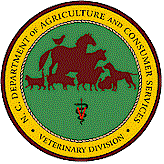 N. C. DEPARTMENT OF AGRICULTURE AND CONSUMER SERVICES
• VETERINARY DIVISION •